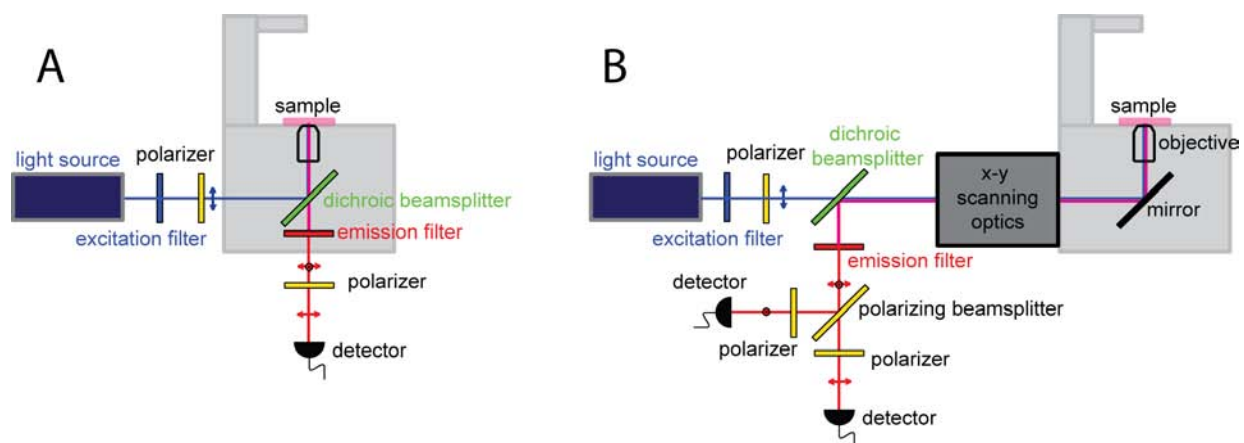 A
sample
light source
polarizer
dichroic beamsplitter
excitation filter
emission filter
polarizer
detector
B
sample
dichroic
beamsplitter
objective
light source
polarizer
x-y
scanning
optics
mirror
excitation filter
emission filter
detector
polarizing beamsplitter
polarizer
polarizer
detector